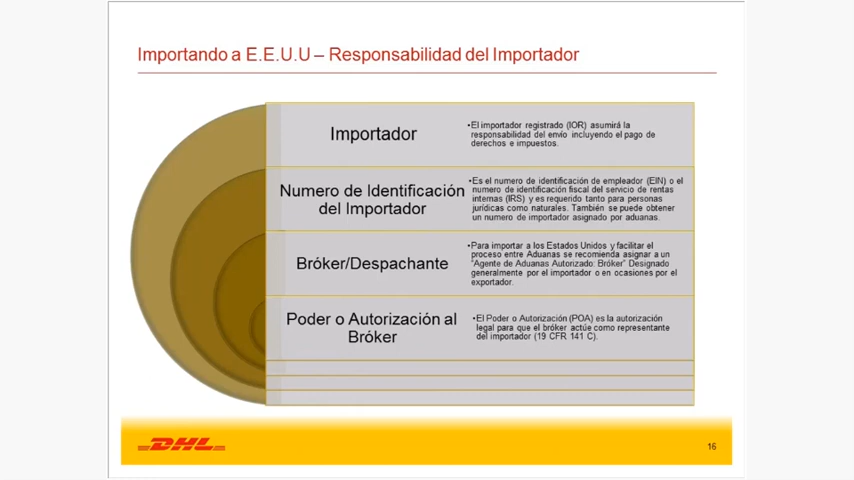 Importando a E.E.U.U – Responsabilidad del Importador
Importador
•El importador registrado (IOR) asumirá la
responsabilidad del envío incluyendo el pago de
derechos e impuestos.
Numero de Identificación
del Importador
•Es el numero de identificación de empleador (EIN) o el
numero de identificación fiscal del servicio de rentas
internas (IRS) y es requerido tanto para personas
jurídicas como naturales. También se puede obtener
un numero de importador asignado por aduanas.
Bróker/Despachante
•Para importar a los Estados Unidos y facilitar el
proceso entre Aduanas se recomienda asignar a un
“Agente de Aduanas Autorizado: Bróker” Designado
generalmente por el importador o en ocasiones por el
exportador.
Poder o Autorización al
Bróker
•El Poder o Autorización (POA) es la autorización
legal para que el bróker actúe como representante
del importador (19 CFR 141 C).
DHL
16